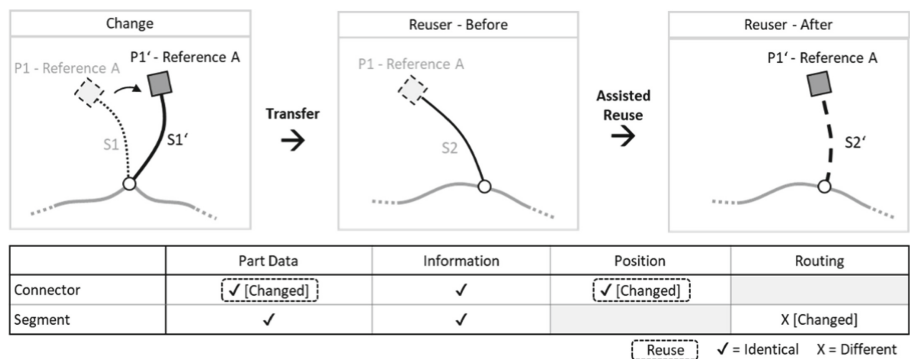 Change
P1 - Reference A
P1‘ - Reference A
S1
S1‘
Transfer
Reuser - Before
P1 - Reference A
S2
Assisted
Reuse
Reuser - After
P1‘ - Reference A
S2‘
Part Data Information Position Routing
Connector ✓ [Changed] ✓ ✓ [Changed]
Segment ✓ ✓ X [Changed]
Reuse ✓ = Identical X = Different